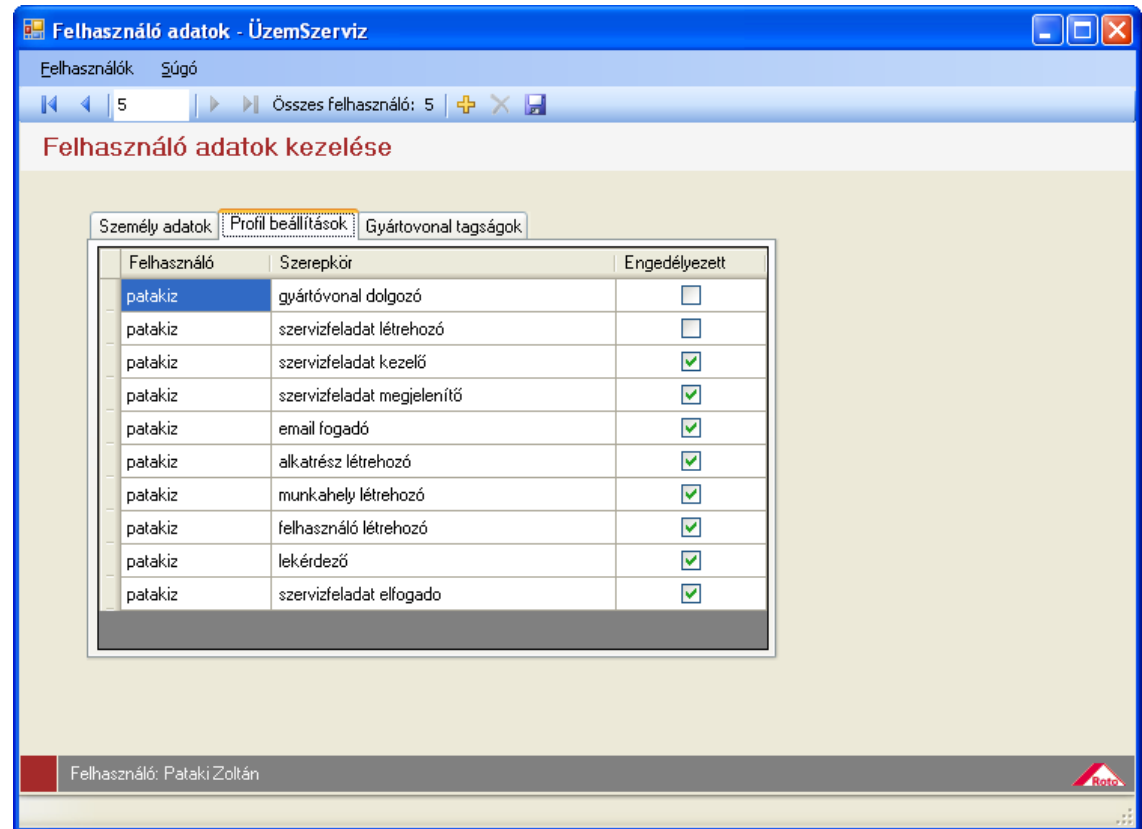 Felhasználó adatok - ÜzemSzerviz
Felhasználók Súgó
5 Összes felhasználó: 5
Felhasználó adatok kezelése
Személy adatok Profil beállítások Gyártovonal tagságok
Felhasználó Szerepkör Engedélyezett
patakiz gyártóvonal dolgozó
patakiz szervizfeladat létrehozó
patakiz szervizfeladat kezelő
patakiz szervizfeladat megjelenítő
patakiz email fogadó
patakiz alkatrész létrehozó
patakiz munkahely létrehozó
patakiz felhasználó létrehozó
patakiz lekérdező
patakiz szervizfeladat elfogado
Felhasználó: Pataki Zoltán
Roto